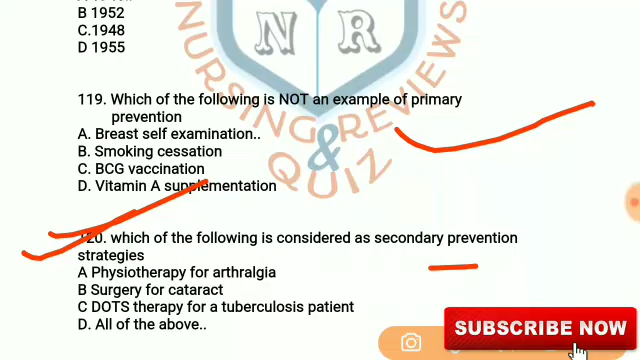 B 1952
C.1948
D 1955
N R
NURSING REVIEWS
& QUIZ
119. Which of the following is NOT an example of primary
prevention
A. Breast self examination..
B. Smoking cessation
C. BCG vaccination
D. Vitamin A supplementation
120. which of the following is considered as secondary prevention
strategies
A Physiotherapy for arthralgia
B Surgery for cataract
C DOTS therapy for a tuberculosis patient
D. All of the above..
SUBSCRIBE NOW